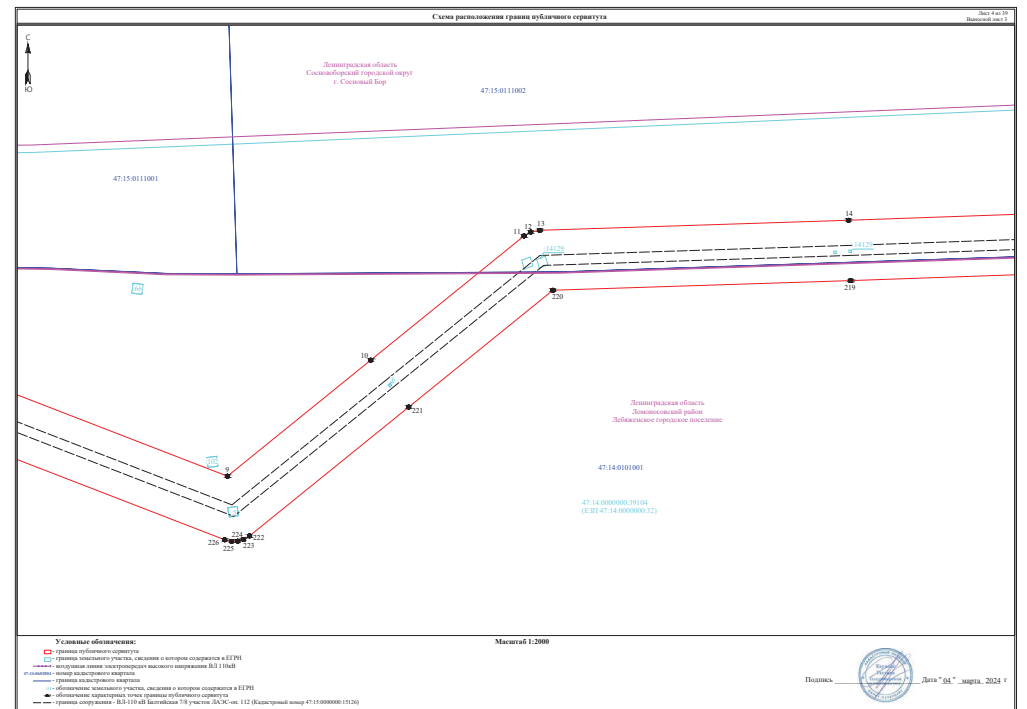 Схема расположения границ публичного сервитута
Лист 4 из 39
Выносной лист 3
С
Ю
Ленинградская область
Сосновоборский городской округ
г. Сосновый Бор
47:15:0111002
47:15:0111001
14
13
12
11
:14129
:14129
220
219
10
221
Ленинградская область
Ломоносовский район
Лебяженское городское поселение
47:14:0101001
9
47:14:0000000:39104
(ЕЗП 47:14:0000000:32)
226
225
224
223
222
Условные обозначения:
Масштаб 1:2000
- граница публичного сервитута
- граница земельного участка, сведения о котором содержатся в ЕГРН
- воздушная линия электропередач высокого напряжения ВЛ 110кВ
- номер кадастрового квартала
- граница кадастрового квартала
- обозначение земельного участка, сведения о котором содержатся в ЕГРН
- обозначение характерных точек границы публичного сервитута
- граница сооружения - ВЛ-110 кВ Балтийская 7/8 участок ЛАЭС-оп. 112 (Кадастровый номер 47:15:0000000:15126)
Подпись
Дата "04" марта 2024 г